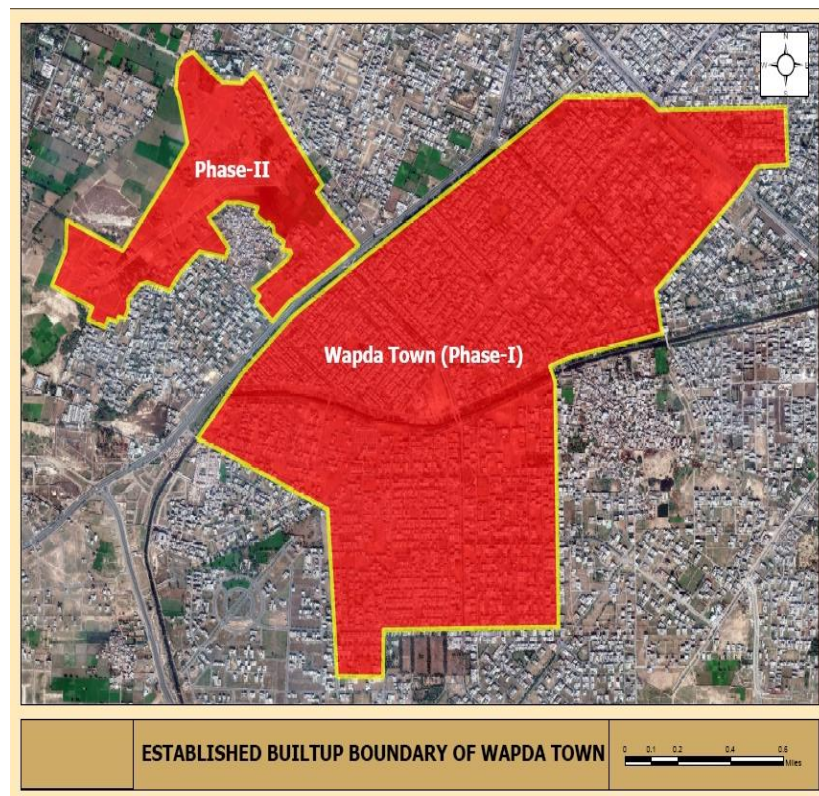 N
W E
S
Phase-II
Wapda Town (Phase-I)
ESTABLISHED BUILTUP BOUNDARY OF WAPDA TOWN
0 0.1 0.2 0.4 0.6
Miles